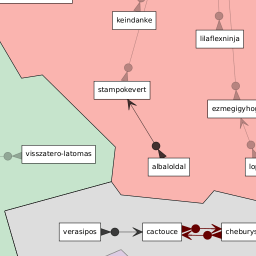 keindanke
lilaflexninja
stampokevert
ezmegigyho
visszatero-latomas
albaloldal
verasipos
cactouce
cheburys